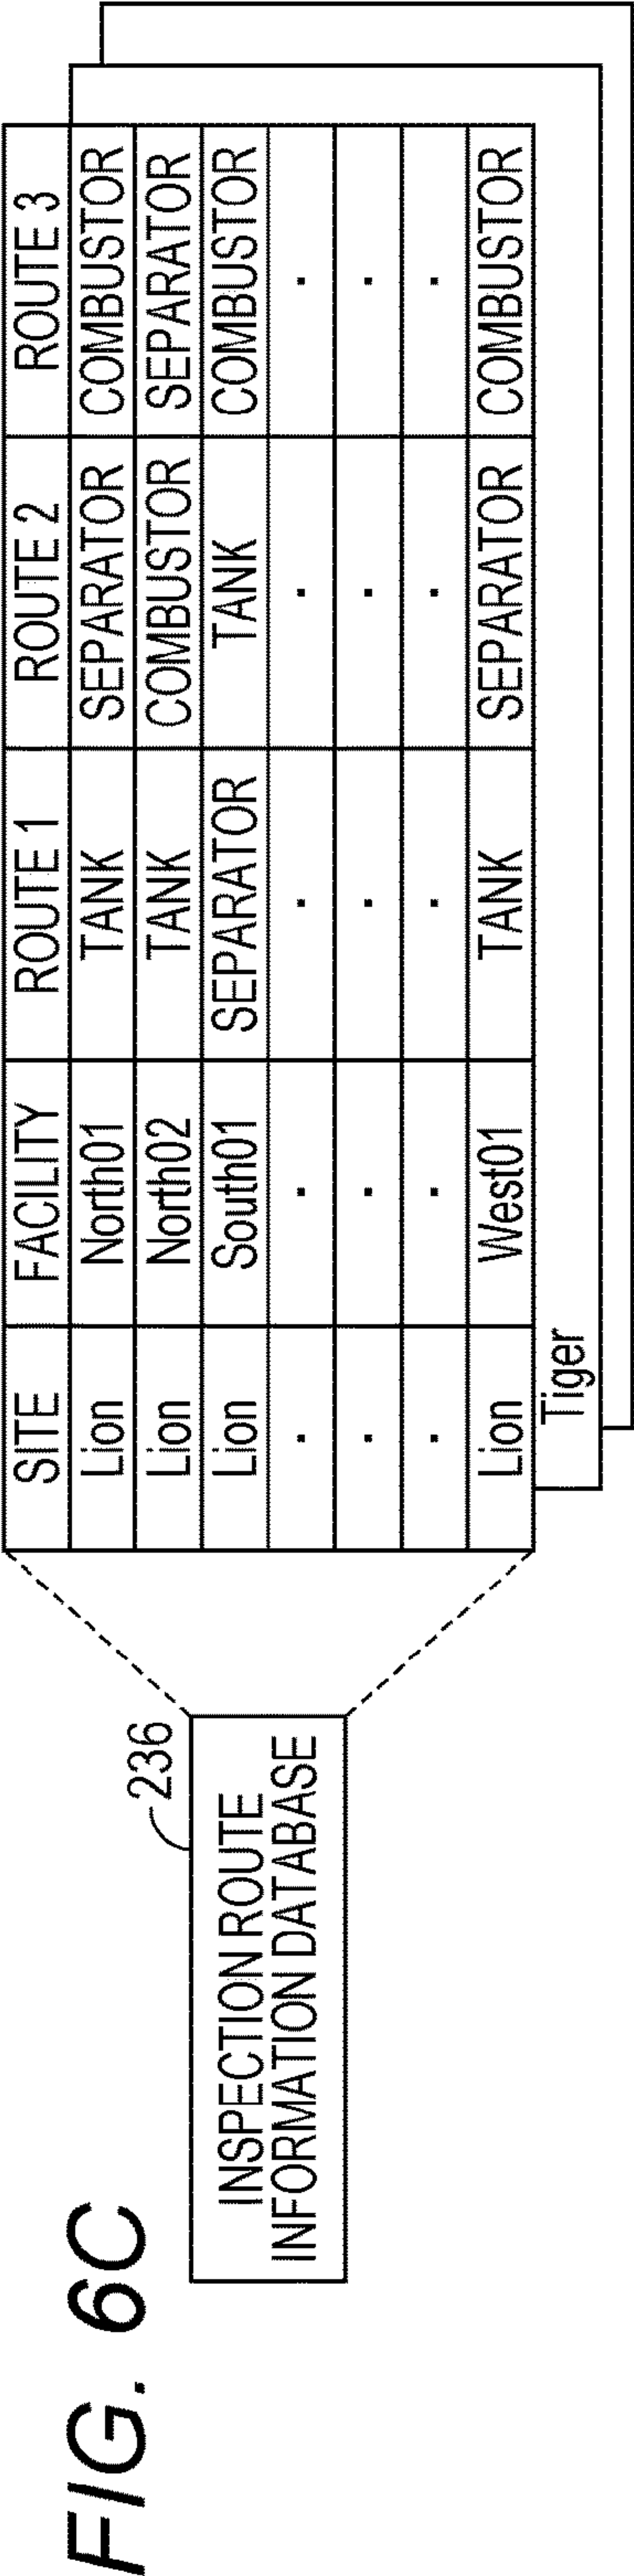 FIG. 6C
236
INSPECTION ROUTE
INFORMATION DATABASE
SITE FACILITY ROUTE 1 ROUTE 2 ROUTE 3
Lion North01 TANK SEPARATOR COMBUSTOR
Lion North02 TANK COMBUSTOR SEPARATOR
Lion South01 SEPARATOR TANK COMBUSTOR
. . . . .
. . . . .
. . . . .
Lion West01 TANK SEPARATOR COMBUSTOR
Tiger